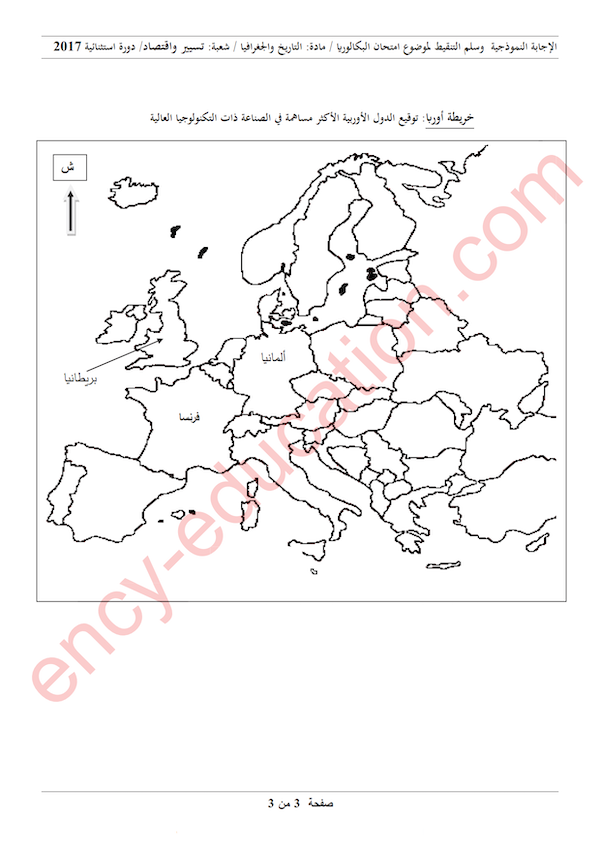 الإجابة النموذجية وسلم التنقيط لموضوع امتحان البكالوريا / مادة: التاريخ والجغرافيا / شعبة: تسيير واقتصاد/ دورة استثنائية 2017
خريطة أوربا: توقيع الدول الأوربية الأكثر مساهمة في الصناعة ذات التكنولوجيا العالية
ش
ألمانيا
بريطانيا
فرنسا
ency-education.com
صفحة 3 من 3